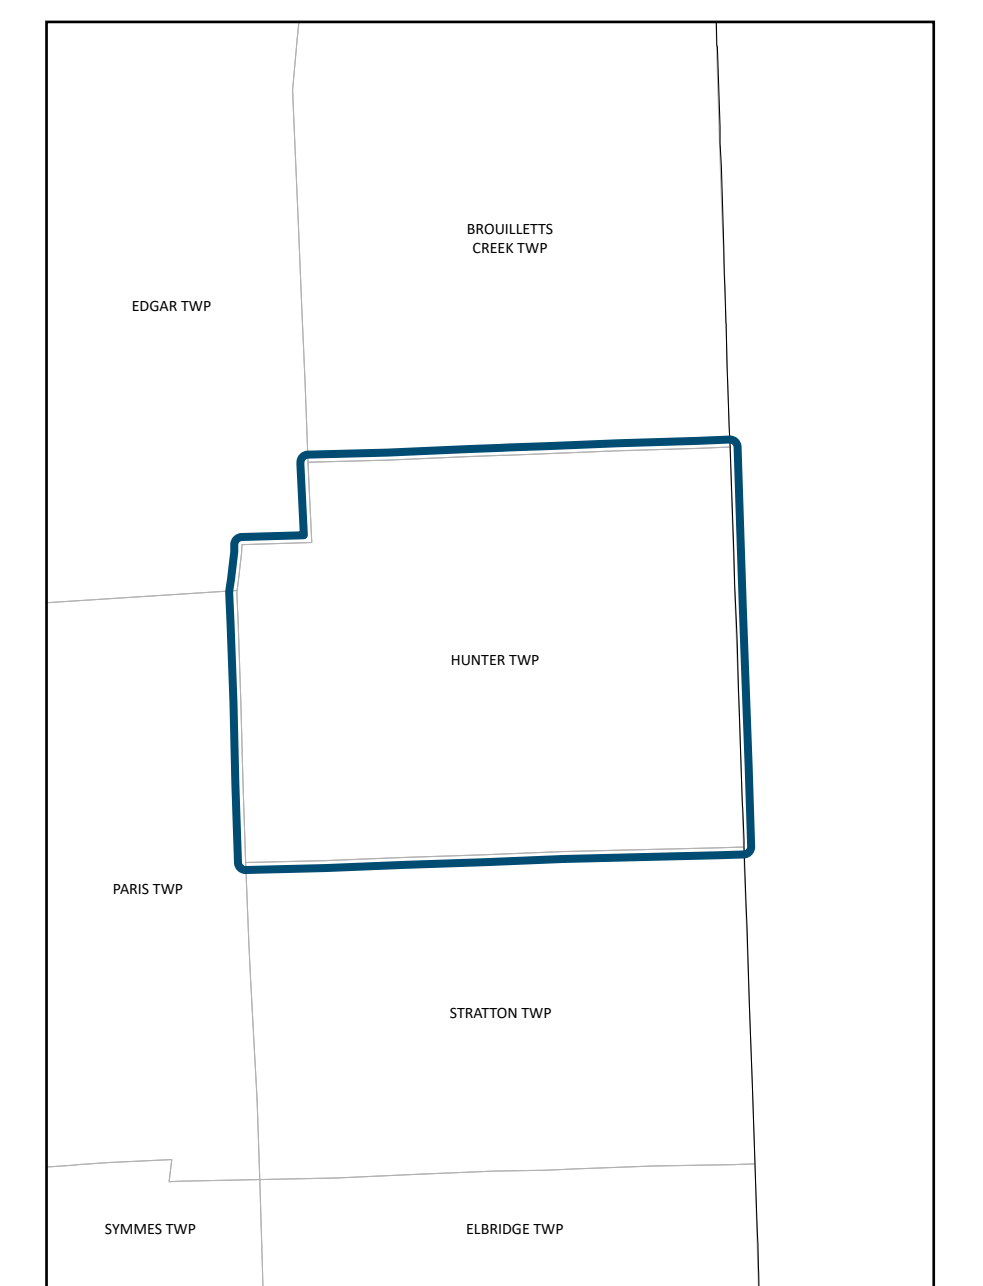 BROUILLETTS
CREEK TWP
EDGAR TWP
HUNTER TWP
PARIS TWP
STRATTON TWP
SYMMES TWP
ELBRIDGE TWP